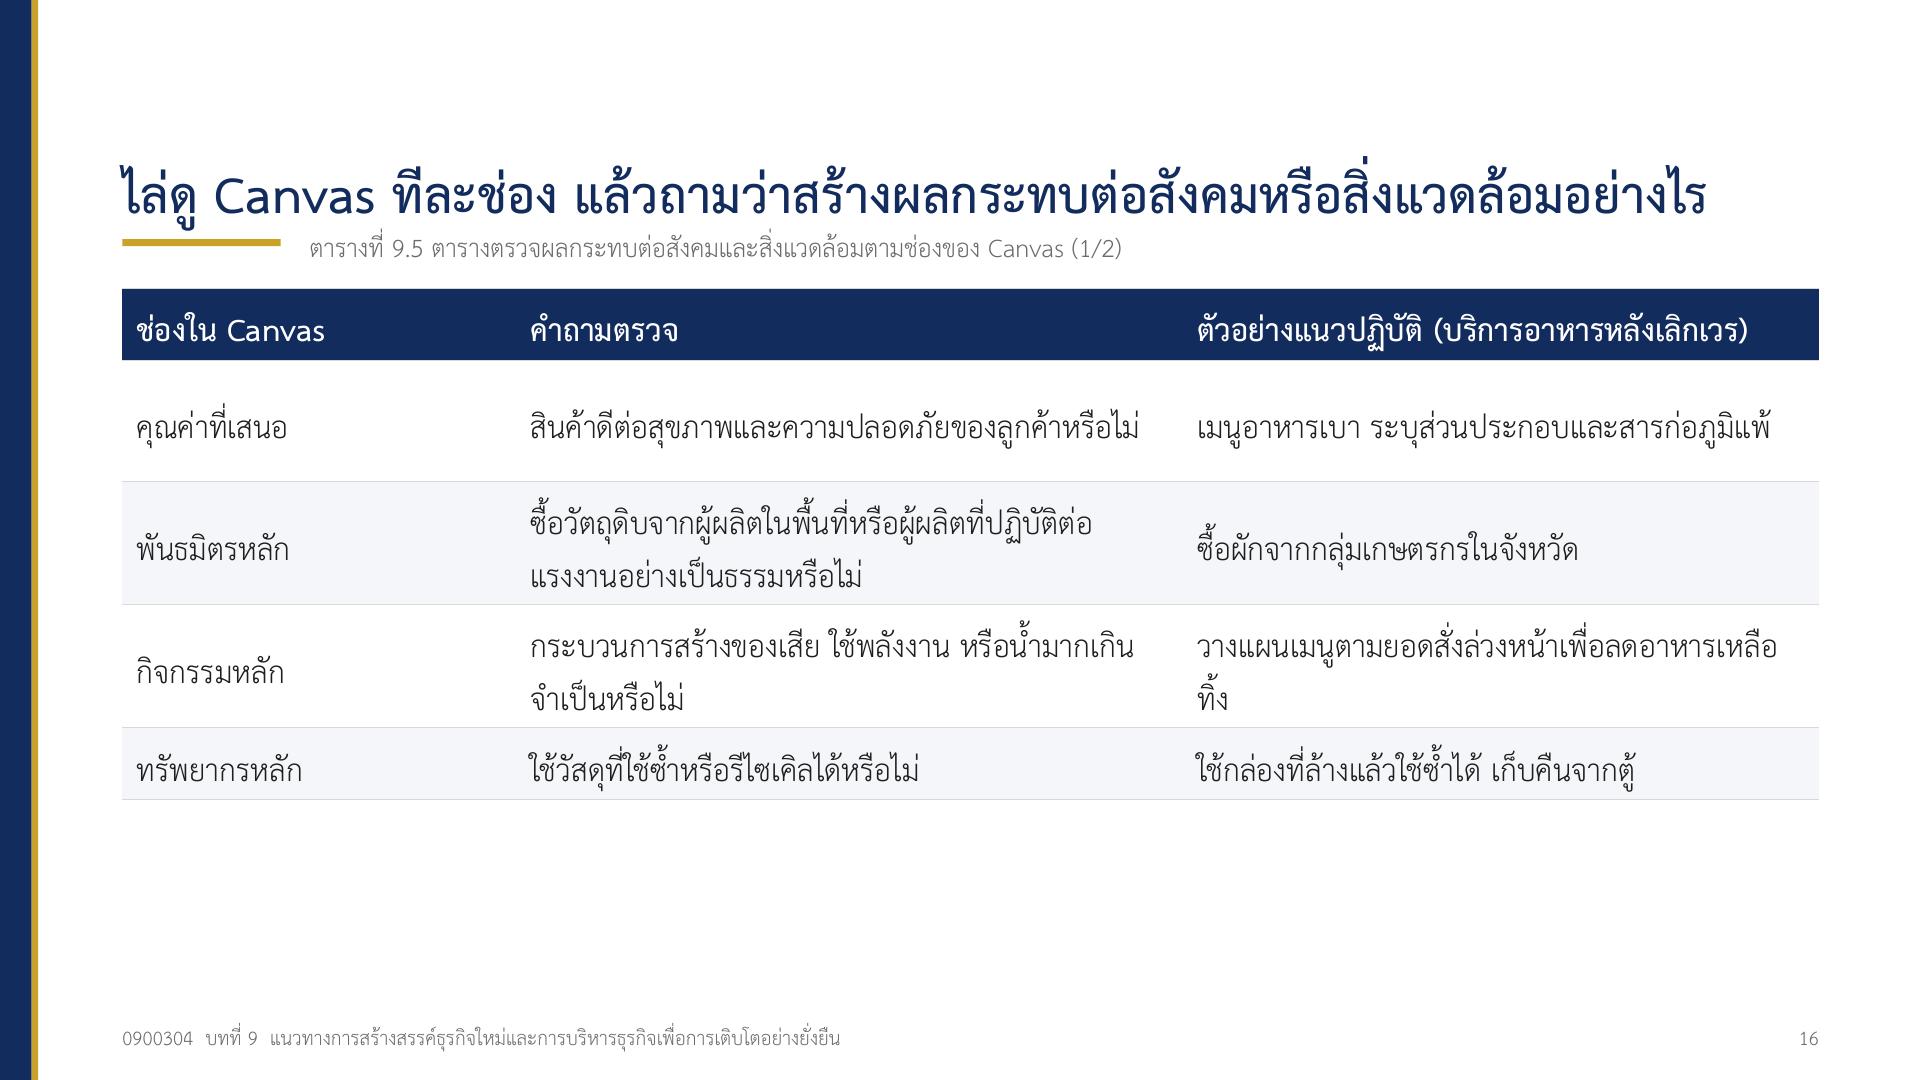 ไล่ดู Canvas ทีละช่อง แล้วถามว่าสร้างผลกระทบต่อสังคมหรือสิ่งแวดล้อมอย่างไร
ตารางที่ 9.5 ตารางตรวจผลกระทบต่อสังคมและสิ่งแวดล้อมตามช่องของ Canvas (1/2)
ช่องใน Canvas
คำถามตรวจ
ตัวอย่างแนวปฏิบัติ (บริการอาหารหลังเลิกเวร)
คุณค่าที่เสนอ
สินค้าดีต่อสุขภาพและความปลอดภัยของลูกค้าหรือไม่
เมนูอาหารเบา ระบุส่วนประกอบและสารก่อภูมิแพ้
พันธมิตรหลัก
ซื้อวัตถุดิบจากผู้ผลิตในพื้นที่หรือผู้ผลิตที่ปฏิบัติต่อ
แรงงานอย่างเป็นธรรมหรือไม่
ซื้อผักจากกลุ่มเกษตรกรในจังหวัด
กิจกรรมหลัก
กระบวนการสร้างของเสีย ใช้พลังงาน หรือน้ำมากเกิน
จำเป็นหรือไม่
วางแผนเมนูตามยอดสั่งล่วงหน้าเพื่อลดอาหารเหลือ
ทิ้ง
ทรัพยากรหลัก
ใช้วัสดุที่ใช้ซ้ำหรือรีไซเคิลได้หรือไม่
ใช้กล่องที่ล้างแล้วใช้ซ้ำได้ เก็บคืนจากตู้
0900304 บทที่ 9 แนวทางการสร้างสรรค์ธุรกิจใหม่และการบริหารธุรกิจเพื่อการเติบโตอย่างยั่งยืน
16